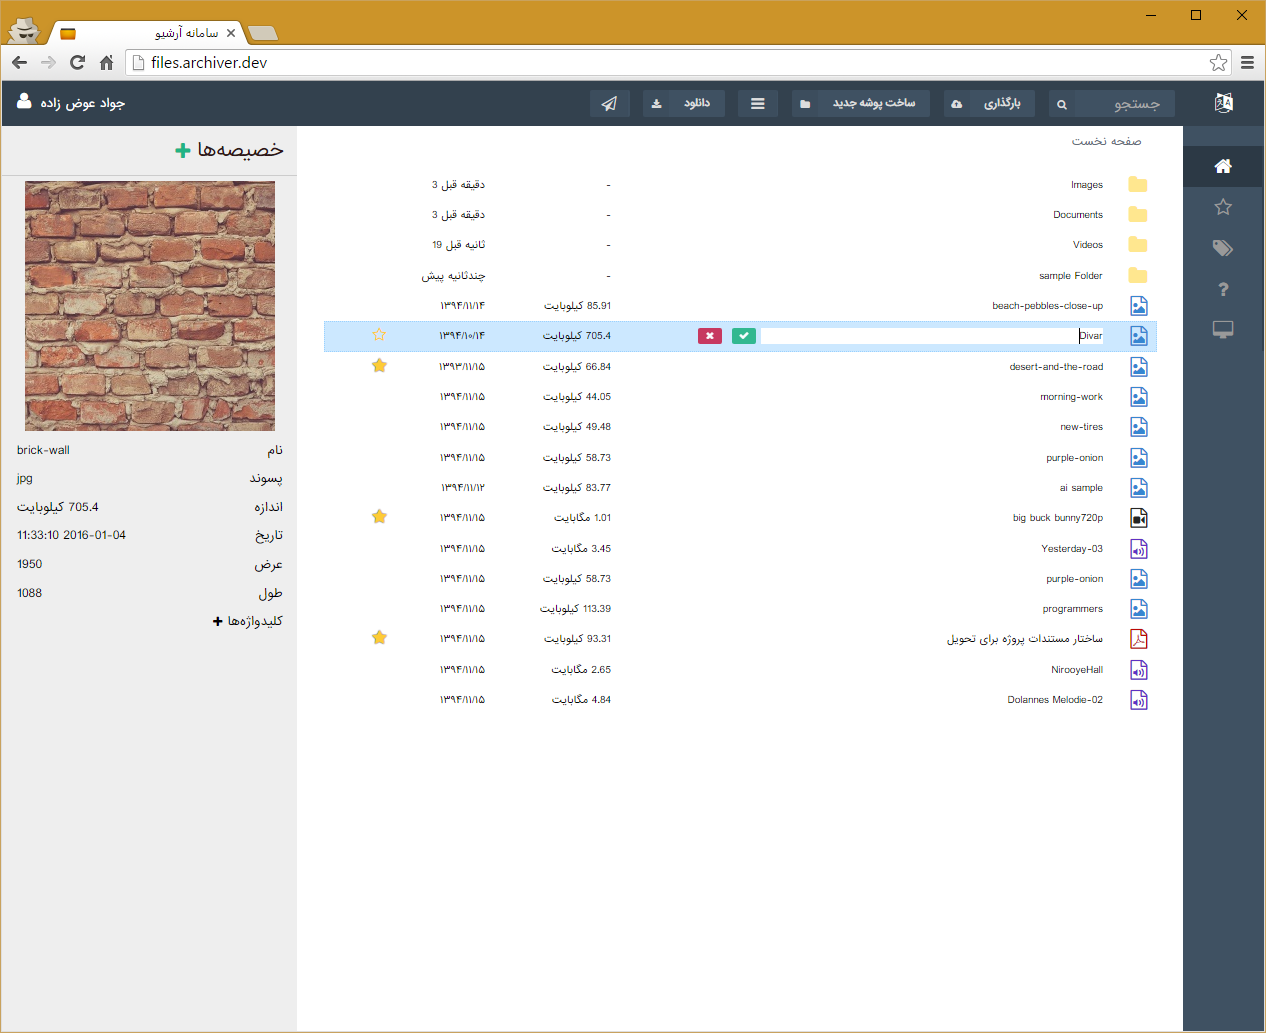 سامانه آرشیو
files.archiver.dev
جستجو
بارگذاری
ساخت پوشه جدید
دانلود
جواد عوض زاده
صفحه نخست
Images - 3 دقیقه قبل
Documents - 3 دقیقه قبل
Videos - 19 ثانیه قبل
sample Folder - چندثانیه پیش
beach-pebbles-close-up 85.91 کیلوبایت ۱۳۹۴/۱۱/۱۴
Divar 705.4 کیلوبایت ۱۳۹۴/۱۰/۱۴
desert-and-the-road 66.84 کیلوبایت ۱۳۹۳/۱۱/۱۵
morning-work 44.05 کیلوبایت ۱۳۹۴/۱۱/۱۵
new-tires 49.48 کیلوبایت ۱۳۹۴/۱۱/۱۵
purple-onion 58.73 کیلوبایت ۱۳۹۴/۱۱/۱۵
ai sample 83.77 کیلوبایت ۱۳۹۴/۱۱/۱۲
big buck bunny720p 1.01 مگابایت ۱۳۹۴/۱۱/۱۵
Yesterday-03 3.45 مگابایت ۱۳۹۴/۱۱/۱۵
purple-onion 58.73 کیلوبایت ۱۳۹۴/۱۱/۱۵
programmers 113.39 کیلوبایت ۱۳۹۴/۱۱/۱۵
ساختار مستندات پروژه برای تحویل 93.31 کیلوبایت ۱۳۹۴/۱۱/۱۵
NirooyeHall 2.65 مگابایت ۱۳۹۴/۱۱/۱۵
Dolannes Melodie-02 4.84 مگابایت ۱۳۹۴/۱۱/۱۵
خصیصه‌ها
نام brick-wall
پسوند jpg
اندازه 705.4 کیلوبایت
تاریخ 2016-01-04 11:33:10
عرض 1950
طول 1088
کلیدواژه‌ها